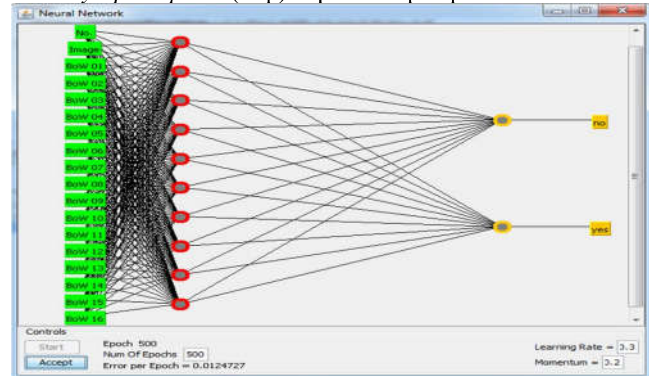 Neural Network
No.
Image
BoW 01
BoW 02
BoW 03
BoW 04
BoW 05
BoW 06
BoW 07
BoW 08
BoW 09
BoW 10
BoW 11
BoW 12
BoW 13
BoW 14
BoW 15
BoW 16
no
yes
Controls
Start
Accept
Epoch 500
Num Of Epochs 500
Error per Epoch = 0.0124727
Learning Rate = 3.3
Momentum = 3.2